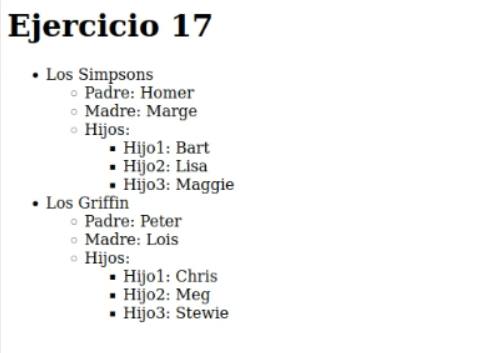 Ejercicio 17
Los Simpsons
Padre: Homer
Madre: Marge
Hijos:
Hijo1: Bart
Hijo2: Lisa
Hijo3: Maggie
Los Griffin
Padre: Peter
Madre: Lois
Hijos:
Hijo1: Chris
Hijo2: Meg
Hijo3: Stewie